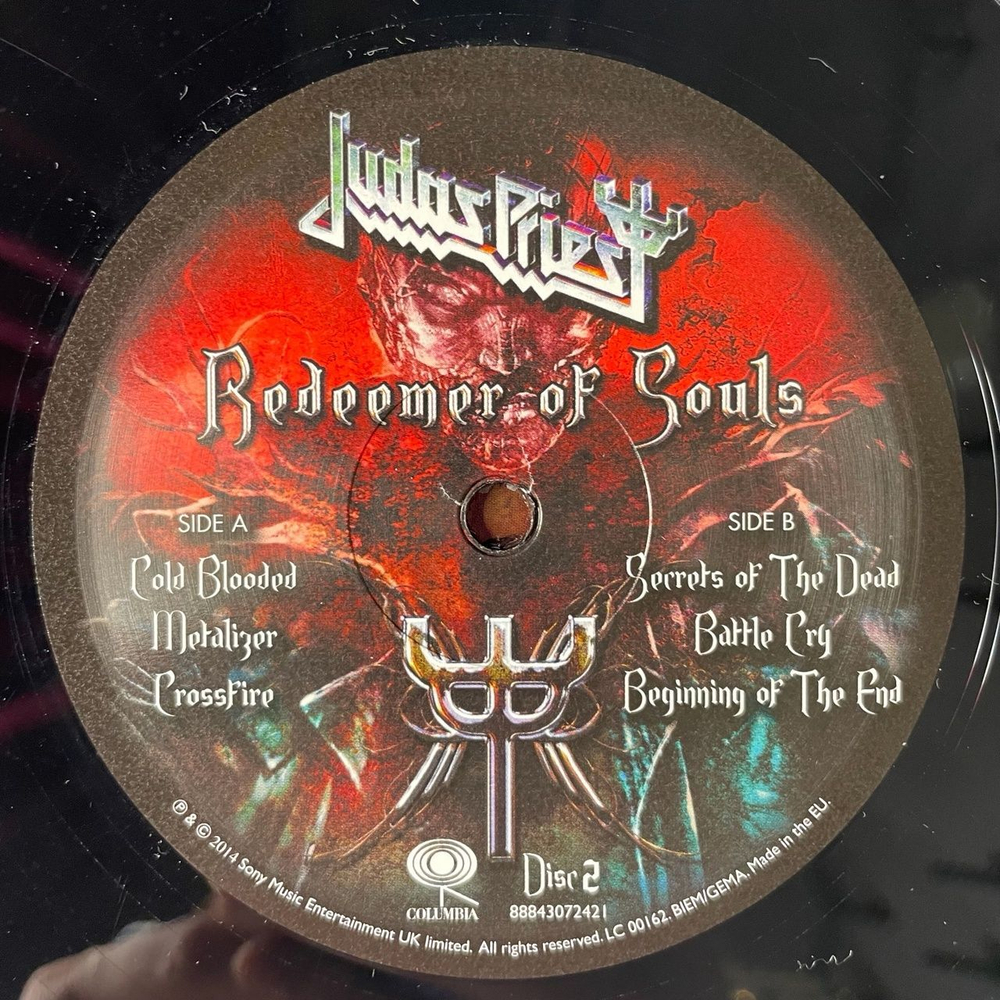 Judas Priest
Redeemer of Souls
SIDE A
Cold Blooded
Metalizer
Crossfire
SIDE B
Secrets of The Dead
Battle Cry
Beginning of The End
COLUMBIA
Disc 2
88843072421
℗ & © 2014 Sony Music Entertainment UK limited. All rights reserved. LC 00162. BIEM/GEMA. Made in the EU.